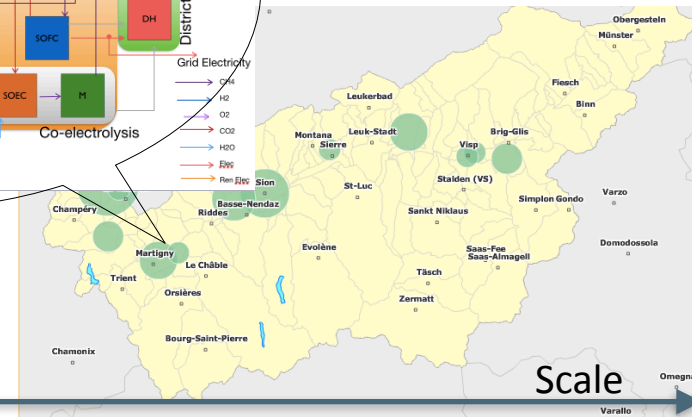 DH
District
SOFC
SOEC
M
Co-electrolysis
Grid Electricity
CH4
H2
O2
CO2
H2O
Elec
Ren Elec
Obergesteln
Münster
Fiesch
Binn
Leukerbad
Montana
Leuk-Stadt
Sierre
Brig-Glis
Visp
Sion
St-Luc
Stalden (VS)
Basse-Nendaz
Simplon
Gondo
Varzo
Champéry
Riddes
Sankt Niklaus
Evolène
Saas-Fee
Saas-Almagell
Domodossola
Martigny
Le Châble
Täsch
Trient
Orsières
Zermatt
Bourg-Saint-Pierre
Chamonix
Scale
Varallo